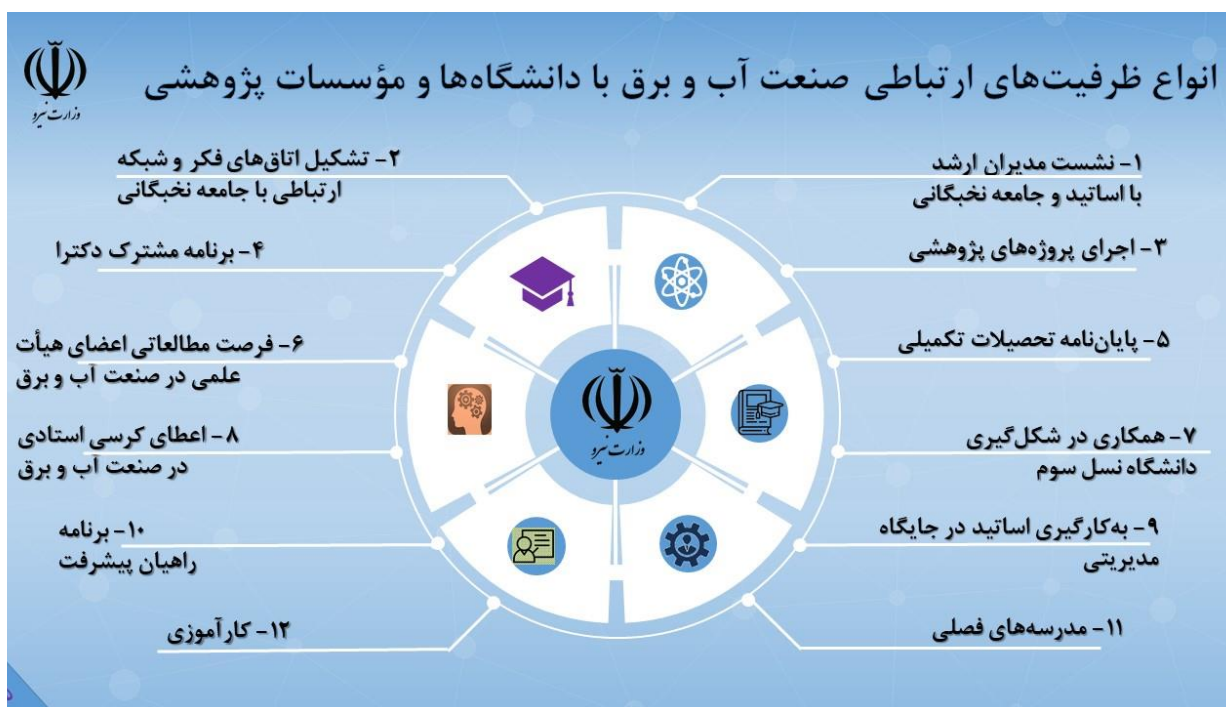 وزارت نیرو
انواع ظرفیت‌های ارتباطی صنعت آب و برق با دانشگاه‌ها و مؤسسات پژوهشی
۱- نشست مدیران ارشد
با اساتید و جامعه نخبگانی
۲- تشکیل اتاق‌های فکر و شبکه
ارتباطی با جامعه نخبگانی
۳- اجرای پروژه‌های پژوهشی
۴- برنامه مشترک دکترا
۵- پایان‌نامه تحصیلات تکمیلی
۶- فرصت مطالعاتی اعضای هیأت
علمی در صنعت آب و برق
۷- همکاری در شکل‌گیری
دانشگاه نسل سوم
۸- اعطای کرسی استادی
در صنعت آب و برق
۹- به‌کارگیری اساتید در جایگاه
مدیریتی
۱۰- برنامه
راهیان پیشرفت
۱۱- مدرسه‌های فصلی
۱۲- کارآموزی
وزارت نیرو
۵